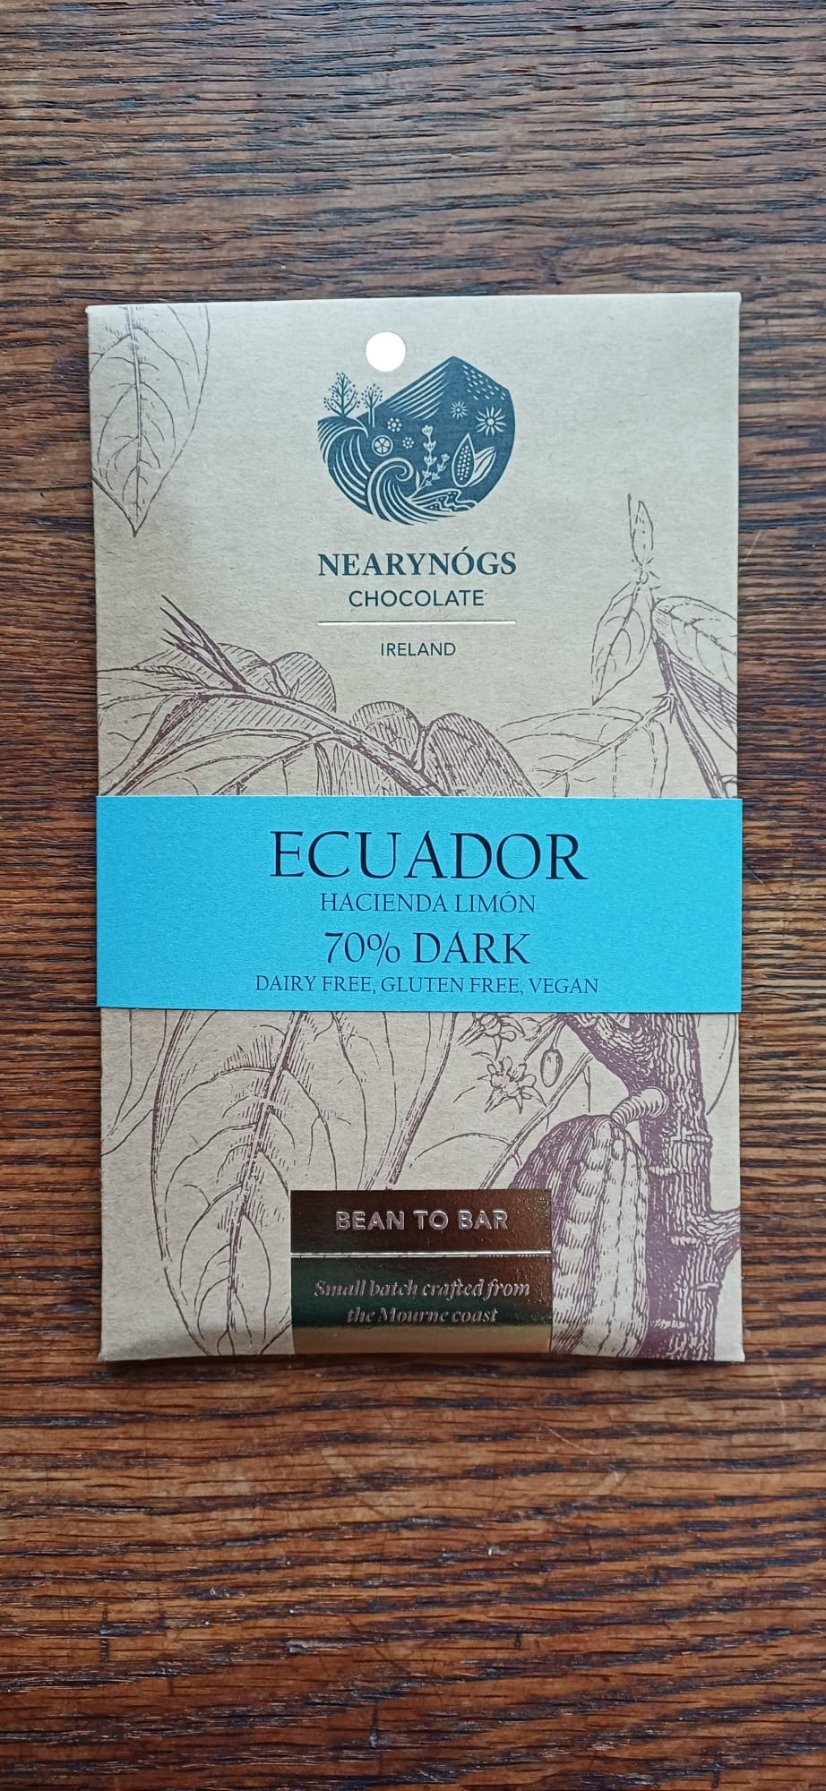 NEARYNÓGS
CHOCOLATE
IRELAND
ECUADOR
HACIENDA LIMÓN
70% DARK
DAIRY FREE, GLUTEN FREE, VEGAN
BEAN TO BAR
Small batch crafted from
the Mourne coast